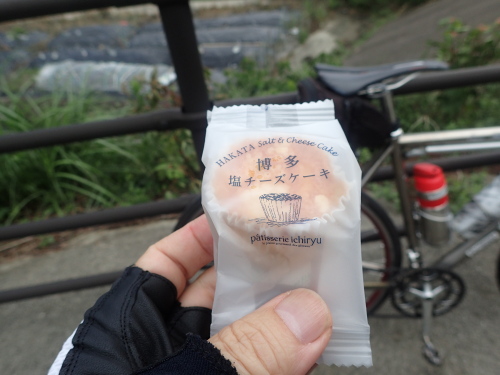 HAKATA Salt & Cheese Cake
博多
塩チーズケーキ
pâtisserie ichiryu